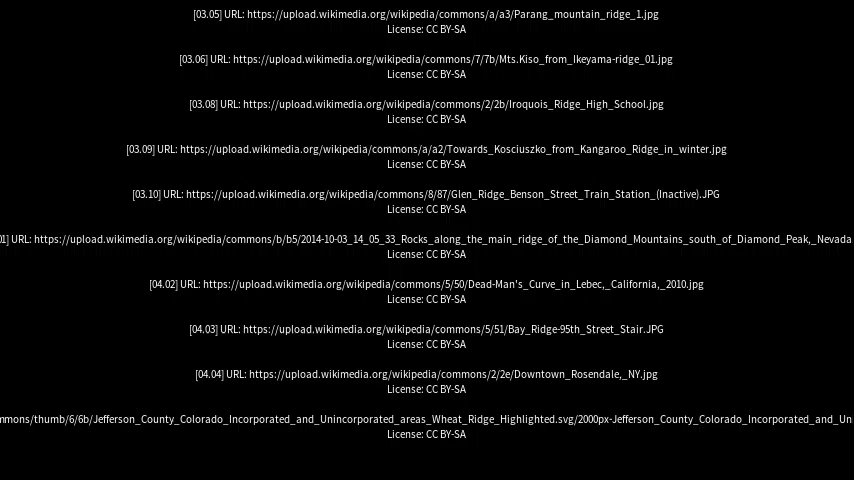 [03.05] URL: https://upload.wikimedia.org/wikipedia/commons/a/a3/Parang_mountain_ridge_1.jpg
License: CC BY-SA
[03.06] URL: https://upload.wikimedia.org/wikipedia/commons/7/7b/Mts.Kiso_from_Ikeyama-ridge_01.jpg
License: CC BY-SA
[03.08] URL: https://upload.wikimedia.org/wikipedia/commons/2/2b/Iroquois_Ridge_High_School.jpg
License: CC BY-SA
[03.09] URL: https://upload.wikimedia.org/wikipedia/commons/a/a2/Towards_Kosciuszko_from_Kangaroo_Ridge_in_winter.jpg
License: CC BY-SA
[03.10] URL: https://upload.wikimedia.org/wikipedia/commons/8/87/Glen_Ridge_Benson_Street_Train_Station_(Inactive).JPG
License: CC BY-SA
01] URL: https://upload.wikimedia.org/wikipedia/commons/b/b5/2014-10-03_14_05_33_Rocks_along_the_main_ridge_of_the_Diamond_Mountains_south_of_Diamond_Peak,_Nevada
License: CC BY-SA
[04.02] URL: https://upload.wikimedia.org/wikipedia/commons/5/50/Dead-Man's_Curve_in_Lebec,_California,_2010.jpg
License: CC BY-SA
[04.03] URL: https://upload.wikimedia.org/wikipedia/commons/5/51/Bay_Ridge-95th_Street_Stair.JPG
License: CC BY-SA
[04.04] URL: https://upload.wikimedia.org/wikipedia/commons/2/2e/Downtown_Rosendale,_NY.jpg
License: CC BY-SA
mmons/thumb/6/6b/Jefferson_County_Colorado_Incorporated_and_Unincorporated_areas_Wheat_Ridge_Highlighted.svg/2000px-Jefferson_County_Colorado_Incorporated_and_Un
License: CC BY-SA